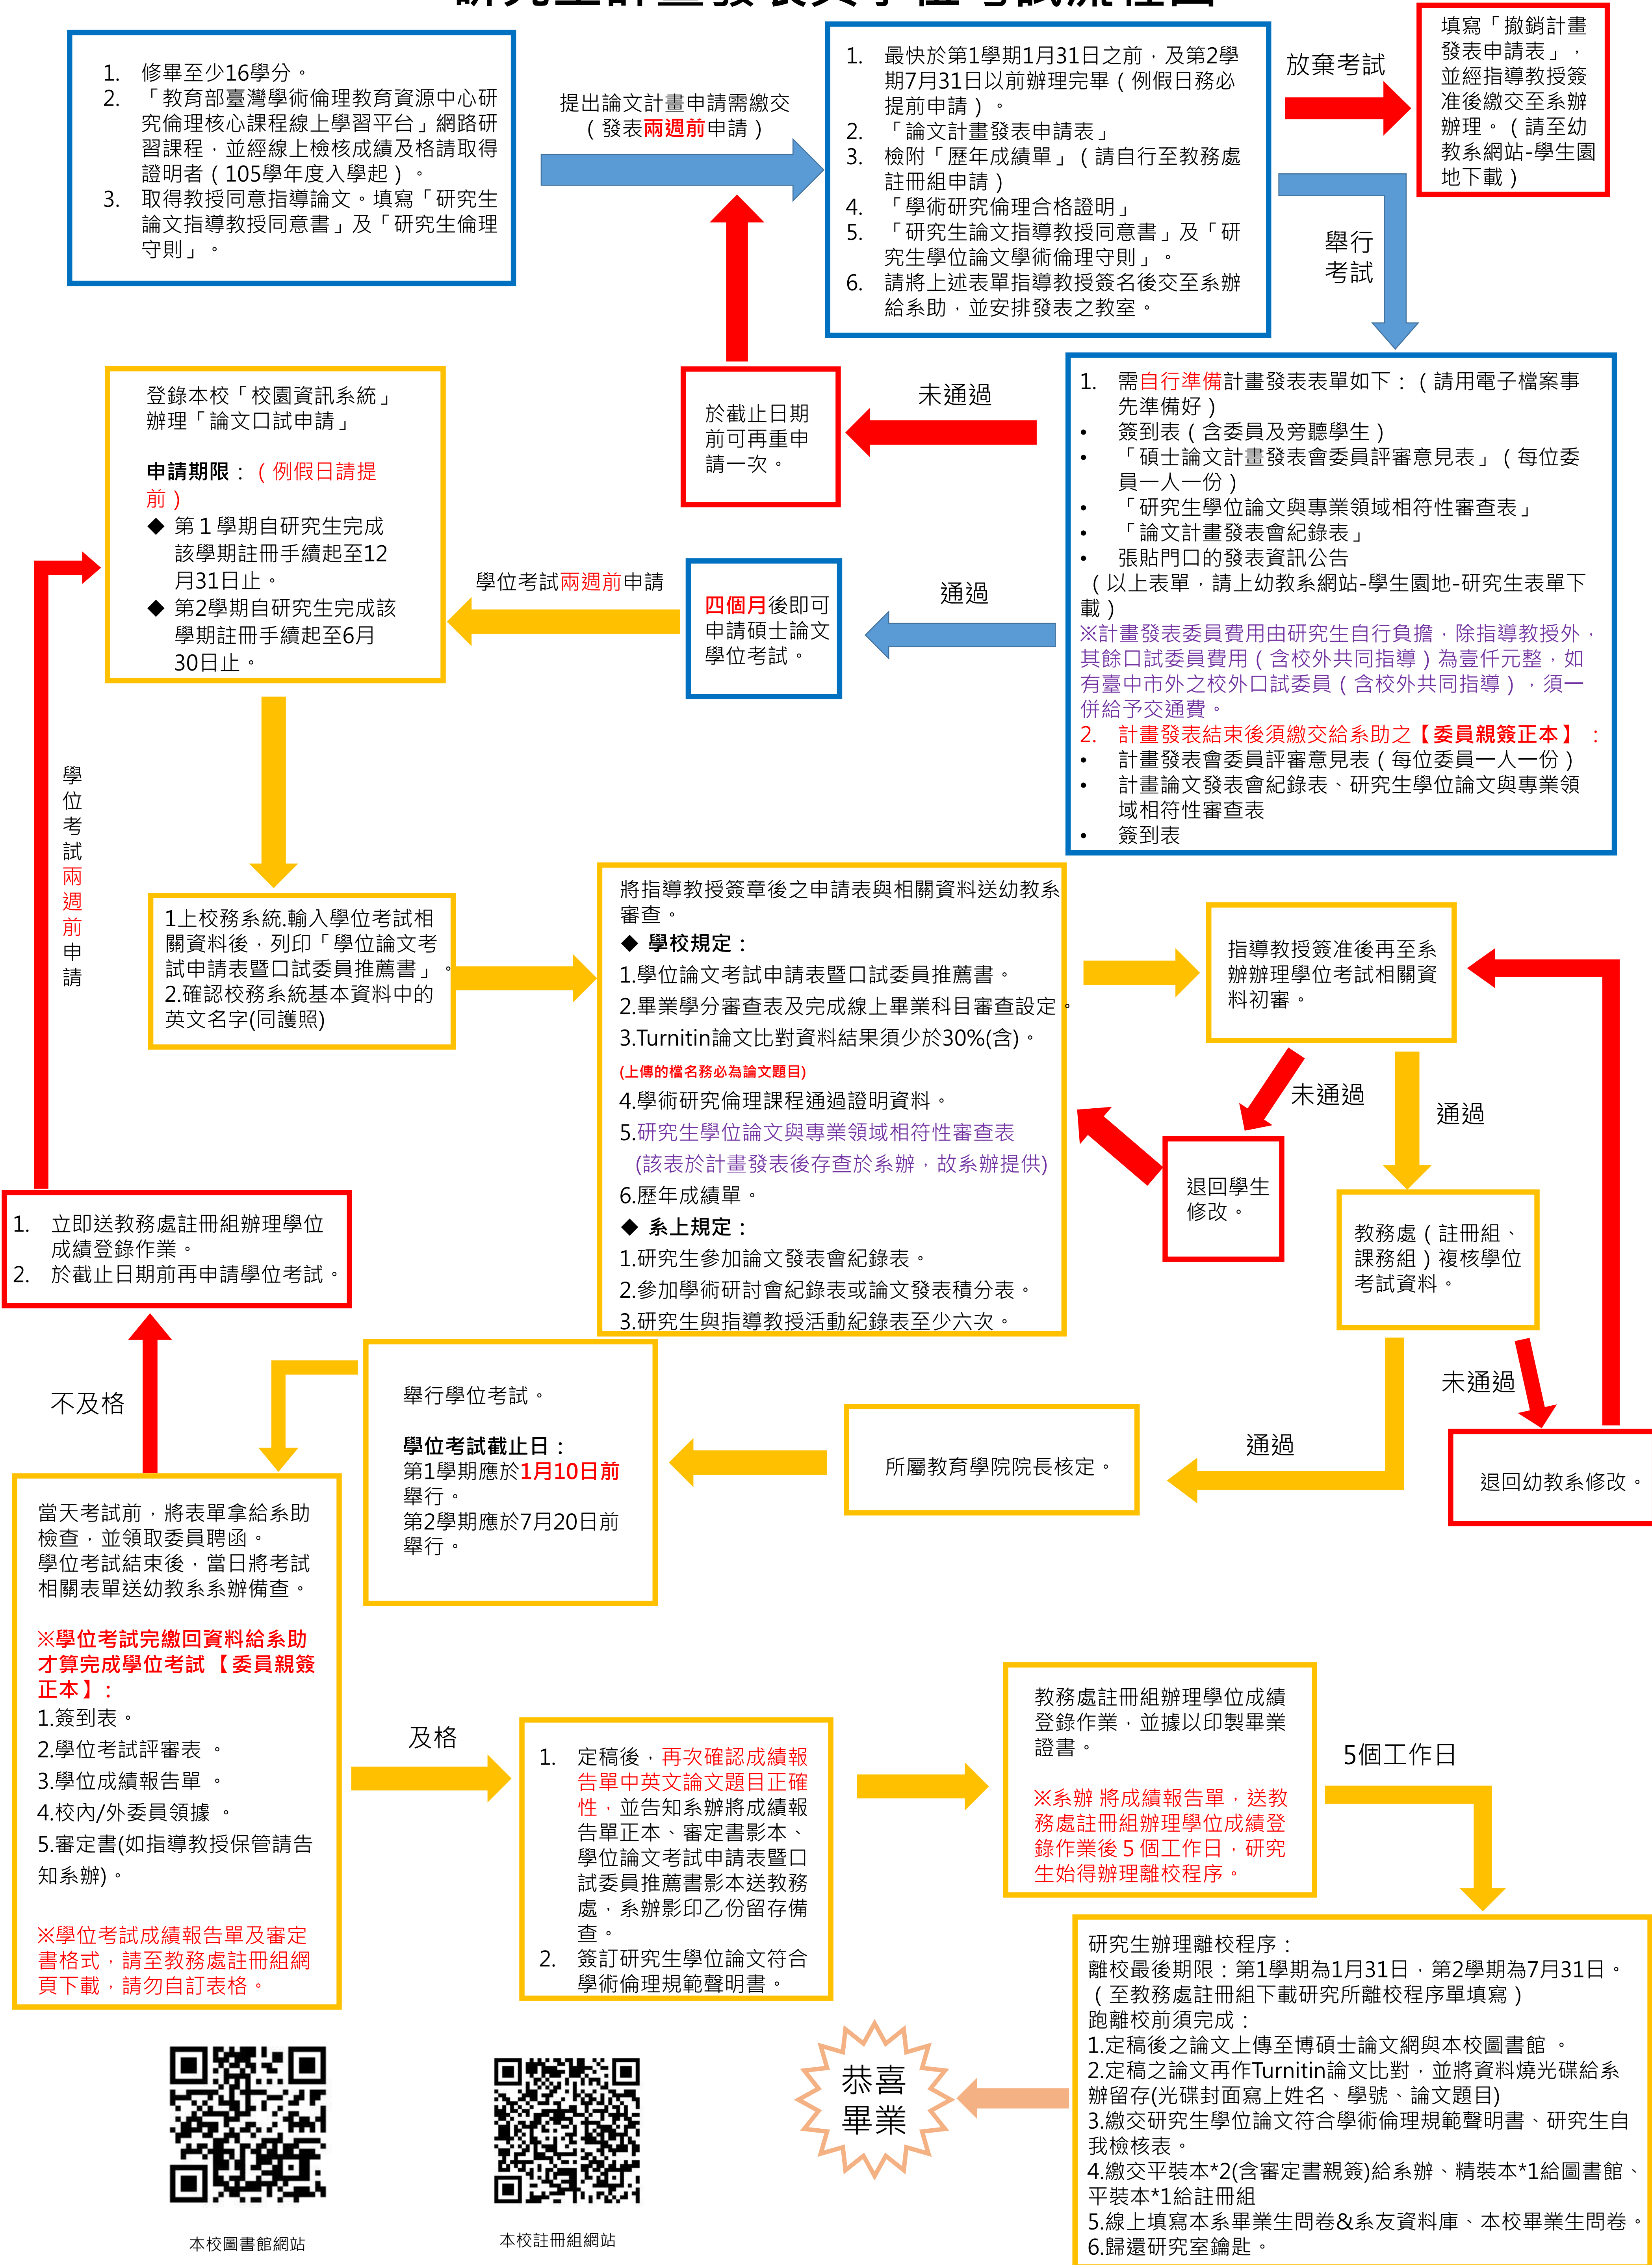 1. 修畢至少16學分。
2. 「教育部臺灣學術倫理教育資源中心研
究倫理核心課程線上學習平台」網路研
習課程，並經線上檢核成績及格請取得
證明者（105學年度入學起）。
3. 取得教授同意指導論文。填寫「研究生
論文指導教授同意書」及「研究生倫理
守則」。
提出論文計畫申請需繳交
（發表兩週前申請）
1. 最快於第1學期1月31日之前，及第2學
期7月31日以前辦理完畢（例假日務必
提前申請）。
2. 「論文計畫發表申請表」
3. 檢附「歷年成績單」（請自行至教務處
註冊組申請）
4. 「學術研究倫理合格證明」
5. 「研究生論文指導教授同意書」及「研
究生學位論文學術倫理守則」。
6. 請將上述表單指導教授簽名後交至系辦
給系助，並安排發表之教室。
放棄考試
填寫「撤銷計畫
發表申請表」，
並經指導教授簽
准後繳交至系辦
辦理。（請至幼
教系網站-學生園
地下載）
舉行
考試
1. 需自行準備計畫發表表單如下：（請用電子檔案事
先準備好）
• 簽到表（含委員及旁聽學生）
• 「碩士論文計畫發表會委員評審意見表」（每位委
員一人一份）
• 「研究生學位論文與專業領域相符性審查表」
• 「論文計畫發表會紀錄表」
• 張貼門口的發表資訊公告
（以上表單，請上幼教系網站-學生園地-研究生表單下
載）
※計畫發表委員費用由研究生自行負擔，除指導教授外，
其餘口試委員費用（含校外共同指導）為壹仟元整，如
有臺中市外之校外口試委員（含校外共同指導），須一
併給予交通費。
2. 計畫發表結束後須繳交給系助之【委員親簽正本】：
• 計畫發表會委員評審意見表（每位委員一人一份）
• 計畫論文發表會紀錄表、研究生學位論文與專業領
域相符性審查表
• 簽到表
未通過
於截止日期
前可再重申
請一次。
通過
四個月後即可
申請碩士論文
學位考試。
學位考試兩週前申請
登錄本校「校園資訊系統」
辦理「論文口試申請」
申請期限：（例假日請提
前）
◆ 第１學期自研究生完成
該學期註冊手續起至12
月31日止。
◆ 第2學期自研究生完成該
學期註冊手續起至6月
30日止。
學位考試兩週前申請
1上校務系統.輸入學位考試相
關資料後，列印「學位論文考
試申請表暨口試委員推薦書」。
2.確認校務系統基本資料中的
英文名字(同護照)
將指導教授簽章後之申請表與相關資料送幼教系
審查。
◆ 學校規定：
1.學位論文考試申請表暨口試委員推薦書。
2.畢業學分審查表及完成線上畢業科目審查設定。
3.Turnitin論文比對資料結果須少於30%(含)。
(上傳的檔名務必為論文題目)
4.學術研究倫理課程通過證明資料。
5.研究生學位論文與專業領域相符性審查表
(該表於計畫發表後存查於系辦，故系辦提供)
6.歷年成績單。
◆ 系上規定：
1.研究生參加論文發表會紀錄表。
2.參加學術研討會紀錄表或論文發表積分表。
3.研究生與指導教授活動紀錄表至少六次。
指導教授簽准後再至系
辦辦理學位考試相關資
料初審。
未通過
通過
退回學生
修改。
教務處（註冊組、
課務組）複核學位
考試資料。
未通過
退回幼教系修改。
通過
所屬教育學院院長核定。
舉行學位考試。
學位考試截止日：
第1學期應於1月10日前
舉行。
第2學期應於7月20日前
舉行。
1. 立即送教務處註冊組辦理學位
成績登錄作業。
2. 於截止日期前再申請學位考試。
不及格
當天考試前，將表單拿給系助
檢查，並領取委員聘函。
學位考試結束後，當日將考試
相關表單送幼教系系辦備查。
※學位考試完繳回資料給系助
才算完成學位考試【委員親簽
正本】:
1.簽到表。
2.學位考試評審表 。
3.學位成績報告單 。
4.校內/外委員領據 。
5.審定書(如指導教授保管請告
知系辦)。
※學位考試成績報告單及審定
書格式，請至教務處註冊組網
頁下載，請勿自訂表格。
及格
1. 定稿後，再次確認成績報
告單中英文論文題目正確
性，並告知系辦將成績報
告單正本、審定書影本、
學位論文考試申請表暨口
試委員推薦書影本送教務
處，系辦影印乙份留存備
查。
2. 簽訂研究生學位論文符合
學術倫理規範聲明書。
教務處註冊組辦理學位成績
登錄作業，並據以印製畢業
證書。
※系辦 將成績報告單，送教
務處註冊組辦理學位成績登
錄作業後５個工作日，研究
生始得辦理離校程序。
5個工作日
研究生辦理離校程序：
離校最後期限：第1學期為1月31日，第2學期為7月31日。
（至教務處註冊組下載研究所離校程序單填寫）
跑離校前須完成：
1.定稿後之論文上傳至博碩士論文網與本校圖書館 。
2.定稿之論文再作Turnitin論文比對，並將資料燒光碟給系
辦留存(光碟封面寫上姓名、學號、論文題目)
3.繳交研究生學位論文符合學術倫理規範聲明書、研究生自
我檢核表。
4.繳交平裝本*2(含審定書親簽)給系辦、精裝本*1給圖書館、
平裝本*1給註冊組
5.線上填寫本系畢業生問卷&系友資料庫、本校畢業生問卷。
6.歸還研究室鑰匙。
恭喜
畢業
本校圖書館網站
本校註冊組網站